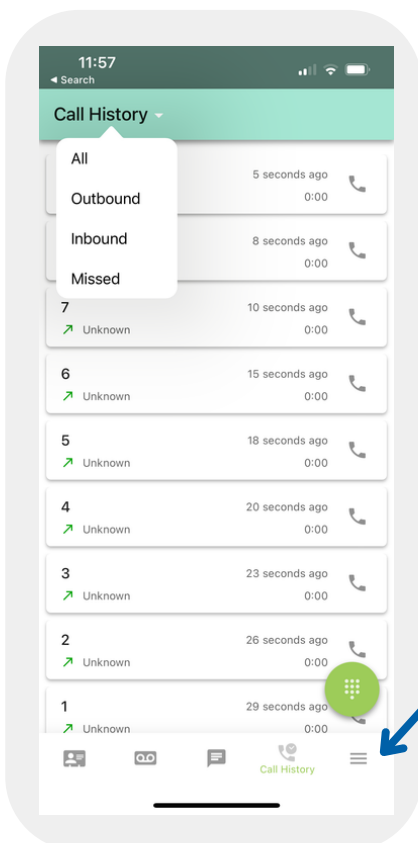 11:57
◀ Search
Call History
All
Outbound
Inbound
Missed
5 seconds ago
0:00
8 seconds ago
0:00
7
10 seconds ago
Unknown
0:00
6
15 seconds ago
Unknown
0:00
5
18 seconds ago
Unknown
0:00
4
20 seconds ago
Unknown
0:00
3
23 seconds ago
Unknown
0:00
2
26 seconds ago
Unknown
0:00
1
29 seconds ago
Unknown
0:00
Call History